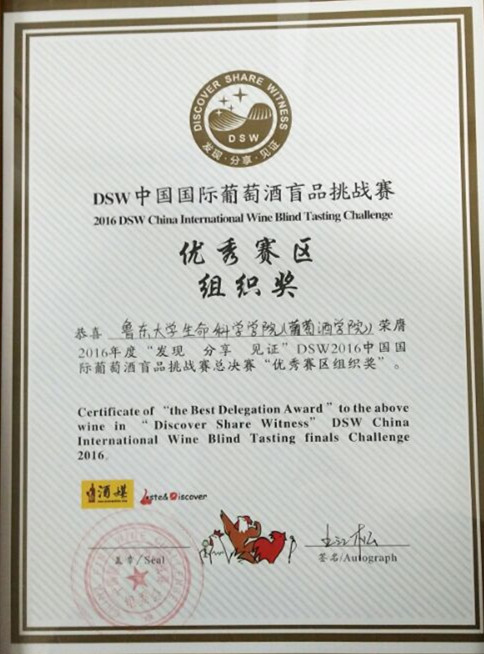 DISCOVER SHARE WITNESS
DSW
发现·分享·见证
DSW中国国际葡萄酒盲品挑战赛
2016 DSW China International Wine Blind Tasting Challenge
优秀赛区
组织奖
恭喜 鲁东大学生命科学学院(葡萄酒学院) 荣膺
2016年度“发现 分享 见证”DSW2016中国国
际葡萄酒盲品挑战赛总决赛“优秀赛区组织奖”。
Certificate of “the Best Delegation Award” to the above
wine in “Discover Share Witness” DSW China
International Wine Blind Tasting finals Challenge
2016。
酒媒
aste& Discover
盖章/Seal
签名/Autograph